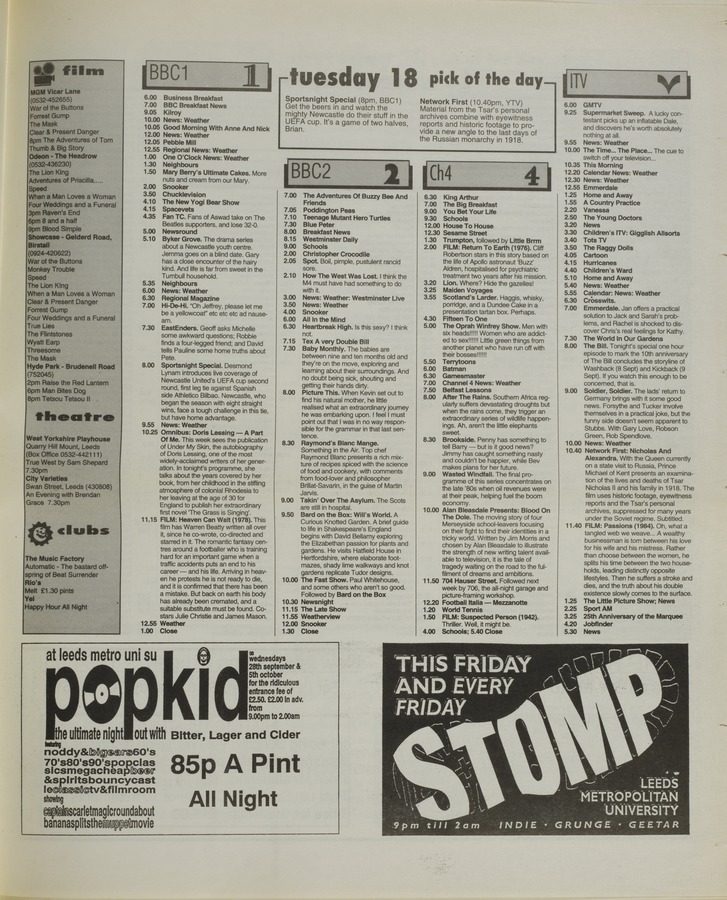 film
MGM Vicar Lane
(0532-452655)
War of the Buttons
Forrest Gump
The Mask
Clear & Present Danger
8pm The Adventures of Tom
Thumb & Big Story
Odeon - The Headrow
(0532-436230)
The Lion King
Adventures of Priscilla.....
Speed
When a Man Loves a Woman
Four Weddings and a Funeral
3pm Raven's End
6pm 8 and a half
9pm Blood Simple
Showcase - Gelderd Road,
Birstall
(0924-420622)
War of the Buttons
Monkey Trouble
Speed
The Lion King
When a Man Loves a Woman
Clear & Present Danger
Forrest Gump
Four Weddings and a Funeral
True Lies
The Flintstones
Wyatt Earp
Threesome
The Mask
Hyde Park - Brudenell Road
(752045)
2pm Raise the Red Lantern
6pm Man Bites Dog
8pm Tetsou Tetsou II
theatre
West Yorkshire Playhouse
Quarry Hill Mount, Leeds
(Box Office 0532-442111)
True West by Sam Shepard
7.30pm
City Varieties
Swan Street, Leeds (430808)
An Evening with Brendan
Grace 7.30pm
clubs
The Music Factory
Automatic - The bastard off-
spring of Beat Surrender
Rio's
Melt £1.30 pints
Yel
Happy Hour All Night
BBC1 1
6.00 Business Breakfast
7.00 BBC Breakfast News
9.05 Kilroy
10.00 News: Weather
10.05 Good Morning With Anne And Nick
12.00 News: Weather
12.05 Pebble Mill
12.55 Regional News: Weather
1.00 One O'Clock News: Weather
1.30 Neighbours
1.50 Mary Berry's Ultimate Cakes. More
nuts and cream from our Mary.
2.00 Snooker
3.50 Chucklevision
4.10 The New Yogi Bear Show
4.15 Spacevets
4.35 Fan TC. Fans of Aswad take on The
Beatles supporters, and lose 32-0.
5.00 Newsround
5.10 Byker Grove. The drama series
about a Newcastle youth centre.
Jemma goes on a blind date. Gary
has a close encounter of the hairy
kind. And life is far from sweet in the
Turnbull household.
5.35 Neighbours
6.00 News: Weather
6.30 Regional Magazine
7.00 Hi-De-Hi. "Oh Jeffrey, please let me
be a yellowcoat" etc etc ad nause-
am.
7.30 EastEnders. Geoff asks Michelle
some awkward questions; Robbie
finds a four-legged friend; and David
tells Pauline some home truths about
Pete.
8.00 Sportsnight Special. Desmond
Lynam introduces live coverage of
Newcastle United's UEFA cup second
round, first leg tie against Spanish
side Athletico Bilbao. Newcastle, who
began the season with eight straight
wins, face a tough challenge in this tie,
but have home advantage.
9.55 News: Weather
10.25 Omnibus: Doris Lessing — A Part
Of Me. This week sees the publication
of Under My Skin, the autobiography
of Doris Lessing, one of the most
widely-acclaimed writers of her gener-
ation. In tonight's programme, she
talks about the years covered by her
book, from her childhood in the stifling
atmosphere of colonial Rhodesia to
her leaving at the age of 30 for
England to publish her extraordinary
first novel 'The Grass is Singing'.
11.15 FILM: Heaven Can Wait (1978). This
film has Warren Beatty written all over
it, since he co-wrote, co-directed and
starred in it. The romantic fantasy cen-
tres around a footballer who is training
hard for an important game when a
traffic accidents puts an end to his
career — and his life. Arriving in heav-
en he protests he is not ready to die,
and it is confirmed that there has been
a mistake. But back on earth his body
has already been cremated, and a
suitable substitute must be found. Co-
stars Julie Christie and James Mason.
12.55 Weather
1.00 Close
tuesday 18 pick of the day
Sportsnight Special (8pm, BBC1)
Get the beers in and watch the
mighty Newcastle do their stuff in the
UEFA cup. It's a game of two halves,
Brian.
Network First (10.40pm, YTV)
Material from the Tsar's personal
archives combine with eyewitness
reports and historic footage to pro-
vide a new angle to the last days of
the Russian monarchy in 1918.
BBC2 2
7.00 The Adventures Of Buzzy Bee And
Friends
7.05 Poddington Peas
7.10 Teenage Mutant Hero Turtles
7.30 Blue Peter
8.00 Breakfast News
8.15 Westminster Daily
9.00 Schools
2.00 Christopher Crocodile
2.05 Spot. Boil, pimple, pustulent rancid
sore.
2.10 How The West Was Lost. I think the
M4 must have had something to do
with it.
3.00 News: Weather: Westminster Live
3.50 News: Weather
4.00 Snooker
6.00 All in the Mind
6.30 Heartbreak High. Is this sexy? I think
not.
7.15 Tex A very Double Bill
7.30 Baby Monthly. The babies are
between nine and ten months old and
they're on the move, exploring and
learning about their surroundings. And
no doubt being sick, shouting and
getting their hands dirty.
8.00 Picture This. When Kevin set out to
find his natural mother, he little
realised what an extraordinary journey
he was embarking upon. I feel I must
point out that I was in no way respon-
sible for the grammar in that last sen-
tence.
8.30 Raymond's Blanc Mange.
Something in the Air. Top chef
Raymond Blanc presents a rich mix-
ture of recipes spiced with the science
of food and cookery, with comments
from food-lover and philosopher
Brillat-Savarin, in the guise of Martin
Jarvis.
9.00 Takin' Over The Asylum. The Scots
are still in hospital.
9.50 Bard on the Box: Will's World. A
Curious Knotted Garden. A brief guide
to life in Shakespeare's England
begins with David Bellamy exploring
the Elizabethan passion for plants and
gardens. He visits Hatfield House in
Hertfordshire, where elaborate foot-
mazes, shady lime walkways and knot
gardens replicate Tudor designs.
10.00 The Fast Show. Paul Whitehouse,
and some others who aren't so good.
Followed by Bard on the Box
10.30 Newsnight
11.15 The Late Show
11.55 Weatherview
12.00 Snooker
1.30 Close
Ch4 4
6.30 King Arthur
7.00 The Big Breakfast
9.00 You Bet Your Life
9.30 Schools
12.00 House To House
12.30 Sesame Street
1.30 Trumpton, followed by Little Brrm
2.00 FILM: Return To Earth (1976). Cliff
Robertson stars in this story based on
the life of Apollo astronaut 'Buzz'
Aldren, hospitalised for psychiatric
treatment two years after his mission.
3.20 Lion. Where? Hide the gazelles!
3.25 Maiden Voyages
3.55 Scotland's Larder. Haggis, whisky,
porridge, and a Dundee Cake in a
presentation tartan box. Perhaps.
4.30 Fifteen To One
5.00 The Oprah Winfrey Show. Men with
six heads!!!!! Women who are addict-
ed to sex!!!!! Little green things from
another planet who have run off with
their bosses!!!!!!
5.50 Terrytoons
6.00 Batman
6.30 Gamesmaster
7.00 Channel 4 News: Weather
7.50 Belfast Lessons
8.00 After The Rains. Southern Africa reg-
ularly suffers devastating droughts but
when the rains come, they trigger an
extraordinary series of wildlife happen-
ings. Ah, aren't the little elephants
sweet.
8.30 Brookside. Penny has something to
tell Barry — but is it good news?
Jimmy has caught something nasty
and couldn't be happier, while Bev
makes plans for her future.
9.00 Wasted Windfall. The final pro-
gramme of this series concentrates on
the late '80s when oil revenues were
at their peak, helping fuel the boom
economy.
10.00 Alan Bleasdale Presents: Blood On
The Dole. The moving story of four
Merseyside school-leavers focusing
on their fight to find their identities in a
tricky world. Written by Jim Morris and
chosen by Alan Bleasdale to illustrate
the strength of new writing talent avail-
able to television, it is the tale of the
tragedy waiting on the road to the ful-
filment of dreams and ambitions.
11.50 704 Hauser Street. Followed next
week by 706, the all-night garage and
picture-framing workshop.
12.20 Football Italia — Mezzanotte
1.20 World Tennis
1.50 FILM: Suspected Person (1942).
Thriller. Well, it might be.
4.00 Schools; 5.40 Close
ITV
6.00 GMTV
9.25 Supermarket Sweep. A lucky con-
testant picks up an inflatable Dale,
and discovers he's worth absolutely
nothing at all.
9.55 News: Weather
10.00 The Time... The Place... The cue to
switch off your television...
10.35 This Morning
12.20 Calendar News: Weather
12.30 News: Weather
12.55 Emmerdale
1.25 Home and Away
1.55 A Country Practice
2.20 Vanessa
2.50 The Young Doctors
3.20 News
3.30 Children's ITV: Gigglish Allsorts
3.40 Tots TV
3.50 The Raggy Dolls
4.05 Cartoon
4.15 Hurricanes
4.40 Children's Ward
5.10 Home and Away
5.40 News: Weather
5.55 Calendar: News: Weather
6.30 Crosswits.
7.00 Emmerdale. Jan offers a practical
solution to Jack and Sarah's prob-
lems, and Rachel is shocked to dis-
cover Chris's real feelings for Kathy.
7.30 The World In Our Gardens
8.00 The Bill. Tonight's special one hour
episode to mark the 10th anniversary
of The Bill concludes the storyline of
Washback (8 Sept) and Kickback (9
Sept). If you watch this enough to be
concerned, that is.
9.00 Soldier, Soldier. The lads' return to
Germany brings with it some good
news. Forsythe and Tucker involve
themselves in a practical joke, but the
funny side doesn't seem apparent to
Stubbs. With Gary Love, Robson
Green, Rob Spendlove.
10.00 News: Weather
10.40 Network First: Nicholas And
Alexandra. With the Queen currently
on a state visit to Russia, Prince
Michael of Kent presents an examina-
tion of the lives and deaths of Tsar
Nicholas II and his family in 1918. The
film uses historic footage, eyewitness
reports and the Tsar's personal
archives, suppressed for many years
under the Soviet regime. Subtitled.
11.40 FILM: Passions (1984). Oh, what a
tangled web we weave... A wealthy
businessman is torn between his love
for his wife and his mistress. Rather
than choose between the women, he
splits his time between the two house-
holds, leading distinctly opposite
lifestyles. Then he suffers a stroke and
dies, and the truth about his double
existence slowly comes to the surface.
1.25 The Little Picture Show; News
2.25 Sport AM
3.25 25th Anniversary of the Marquee
4.20 Jobfinder
5.30 News
at leeds metro uni su
popkid
wednesdays
28th september &
5th october
for the ridiculous
entrance fee of
£2.50. £2.00 in adv.
from
9.00pm to 2.00am
the ultimate night out with Bitter, Lager and Cider
featuring
noddy&bigears60's
70's80's90'spopclas
sicsmegacheapbeer
&spiritsbouncycast
leclassictv&filmroom
showing
captainscarletmagicroundabout
bananasplitsthemuppetmovie
85p A Pint
All Night
THIS FRIDAY
AND EVERY
FRIDAY
STOMP
LEEDS
METROPOLITAN
UNIVERSITY
9pm till 2am INDIE · GRUNGE · GEETAR